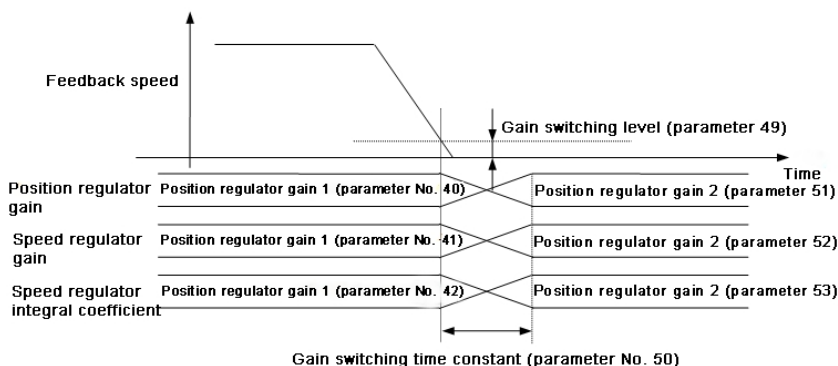 Feedback speed
Gain switching level (parameter 49)
Time
Position regulator
gain
Position regulator gain 1 (parameter No. 40)
Position regulator gain 2 (parameter 51)
Speed regulator
gain
Position regulator gain 1 (parameter No. 41)
Position regulator gain 2 (parameter 52)
Speed regulator
integral coefficient
Position regulator gain 1 (parameter No. 42)
Position regulator gain 2 (parameter 53)
Gain switching time constant (parameter No. 50)